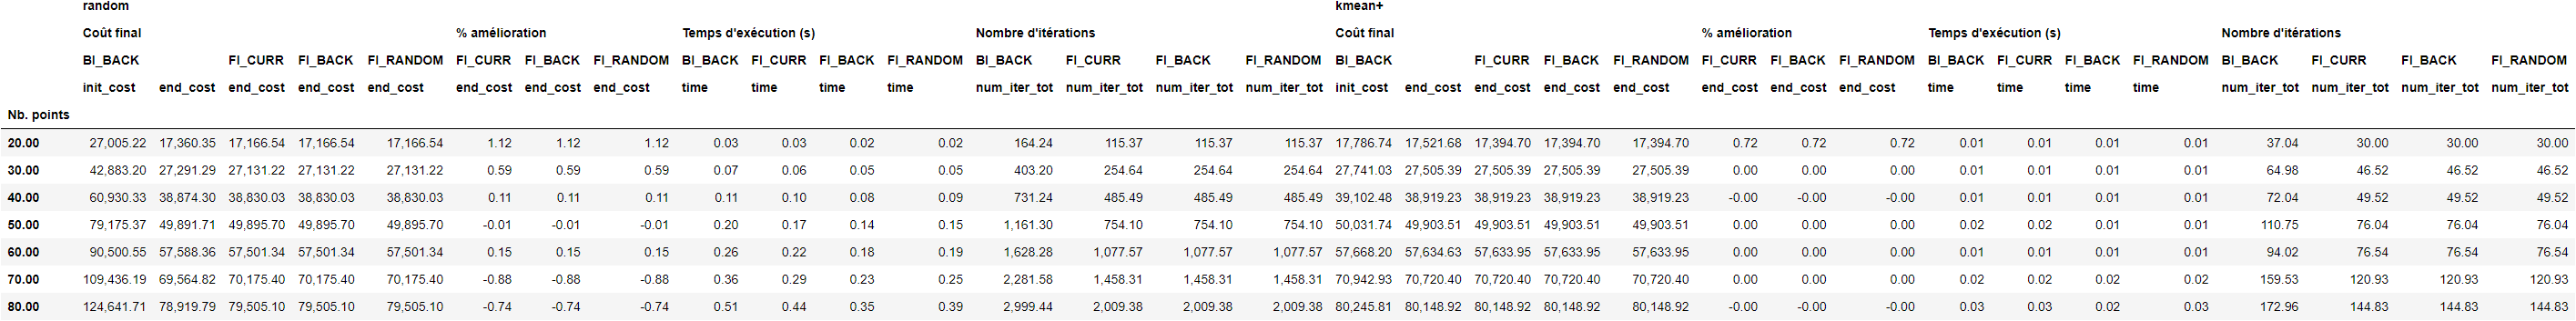 random kmean+
Coût final % amélioration Temps d'exécution (s) Nombre d'itérations Coût final % amélioration Temps d'exécution (s) Nombre d'itérations
BI_BACK FI_CURR FI_BACK FI_RANDOM FI_CURR FI_BACK FI_RANDOM BI_BACK FI_CURR FI_BACK FI_RANDOM BI_BACK FI_CURR FI_BACK FI_RANDOM BI_BACK FI_CURR FI_BACK FI_RANDOM FI_CURR FI_BACK FI_RANDOM BI_BACK FI_CURR FI_BACK FI_RANDOM BI_BACK FI_CURR FI_BACK FI_RANDOM
init_cost end_cost end_cost end_cost end_cost end_cost end_cost end_cost time time time time num_iter_tot num_iter_tot num_iter_tot num_iter_tot init_cost end_cost end_cost end_cost end_cost end_cost end_cost end_cost time time time time num_iter_tot num_iter_tot num_iter_tot num_iter_tot
Nb. points
20.00 27,005.22 17,360.35 17,166.54 17,166.54 17,166.54 1.12 1.12 1.12 0.03 0.03 0.02 0.02 164.24 115.37 115.37 115.37 17,786.74 17,521.68 17,394.70 17,394.70 17,394.70 0.72 0.72 0.72 0.01 0.01 0.01 0.01 37.04 30.00 30.00 30.00
30.00 42,883.20 27,291.29 27,131.22 27,131.22 27,131.22 0.59 0.59 0.59 0.07 0.06 0.05 0.05 403.20 254.64 254.64 254.64 27,741.03 27,505.39 27,505.39 27,505.39 27,505.39 0.00 0.00 0.00 0.01 0.01 0.01 0.01 64.98 46.52 46.52 46.52
40.00 60,930.33 38,874.30 38,830.03 38,830.03 38,830.03 0.11 0.11 0.11 0.11 0.10 0.08 0.09 731.24 485.49 485.49 485.49 39,102.48 38,919.23 38,919.23 38,919.23 38,919.23 -0.00 -0.00 -0.00 0.01 0.01 0.01 0.01 72.04 49.52 49.52 49.52
50.00 79,175.37 49,891.71 49,895.70 49,895.70 49,895.70 -0.01 -0.01 -0.01 0.20 0.17 0.14 0.15 1,161.30 754.10 754.10 754.10 50,031.74 49,903.51 49,903.51 49,903.51 49,903.51 0.00 0.00 0.00 0.02 0.02 0.01 0.01 110.75 76.04 76.04 76.04
60.00 90,500.55 57,588.36 57,501.34 57,501.34 57,501.34 0.15 0.15 0.15 0.26 0.22 0.18 0.19 1,628.28 1,077.57 1,077.57 1,077.57 57,668.20 57,634.63 57,633.95 57,633.95 57,633.95 0.00 0.00 0.00 0.01 0.01 0.01 0.01 94.02 76.54 76.54 76.54
70.00 109,436.19 69,564.82 70,175.40 70,175.40 70,175.40 -0.88 -0.88 -0.88 0.36 0.29 0.23 0.25 2,281.58 1,458.31 1,458.31 1,458.31 70,942.93 70,720.40 70,720.40 70,720.40 70,720.40 0.00 0.00 0.00 0.02 0.02 0.02 0.02 159.53 120.93 120.93 120.93
80.00 124,641.71 78,919.79 79,505.10 79,505.10 79,505.10 -0.74 -0.74 -0.74 0.51 0.44 0.35 0.39 2,999.44 2,009.38 2,009.38 2,009.38 80,245.81 80,148.92 80,148.92 80,148.92 80,148.92 -0.00 -0.00 -0.00 0.03 0.03 0.02 0.03 172.96 144.83 144.83 144.83